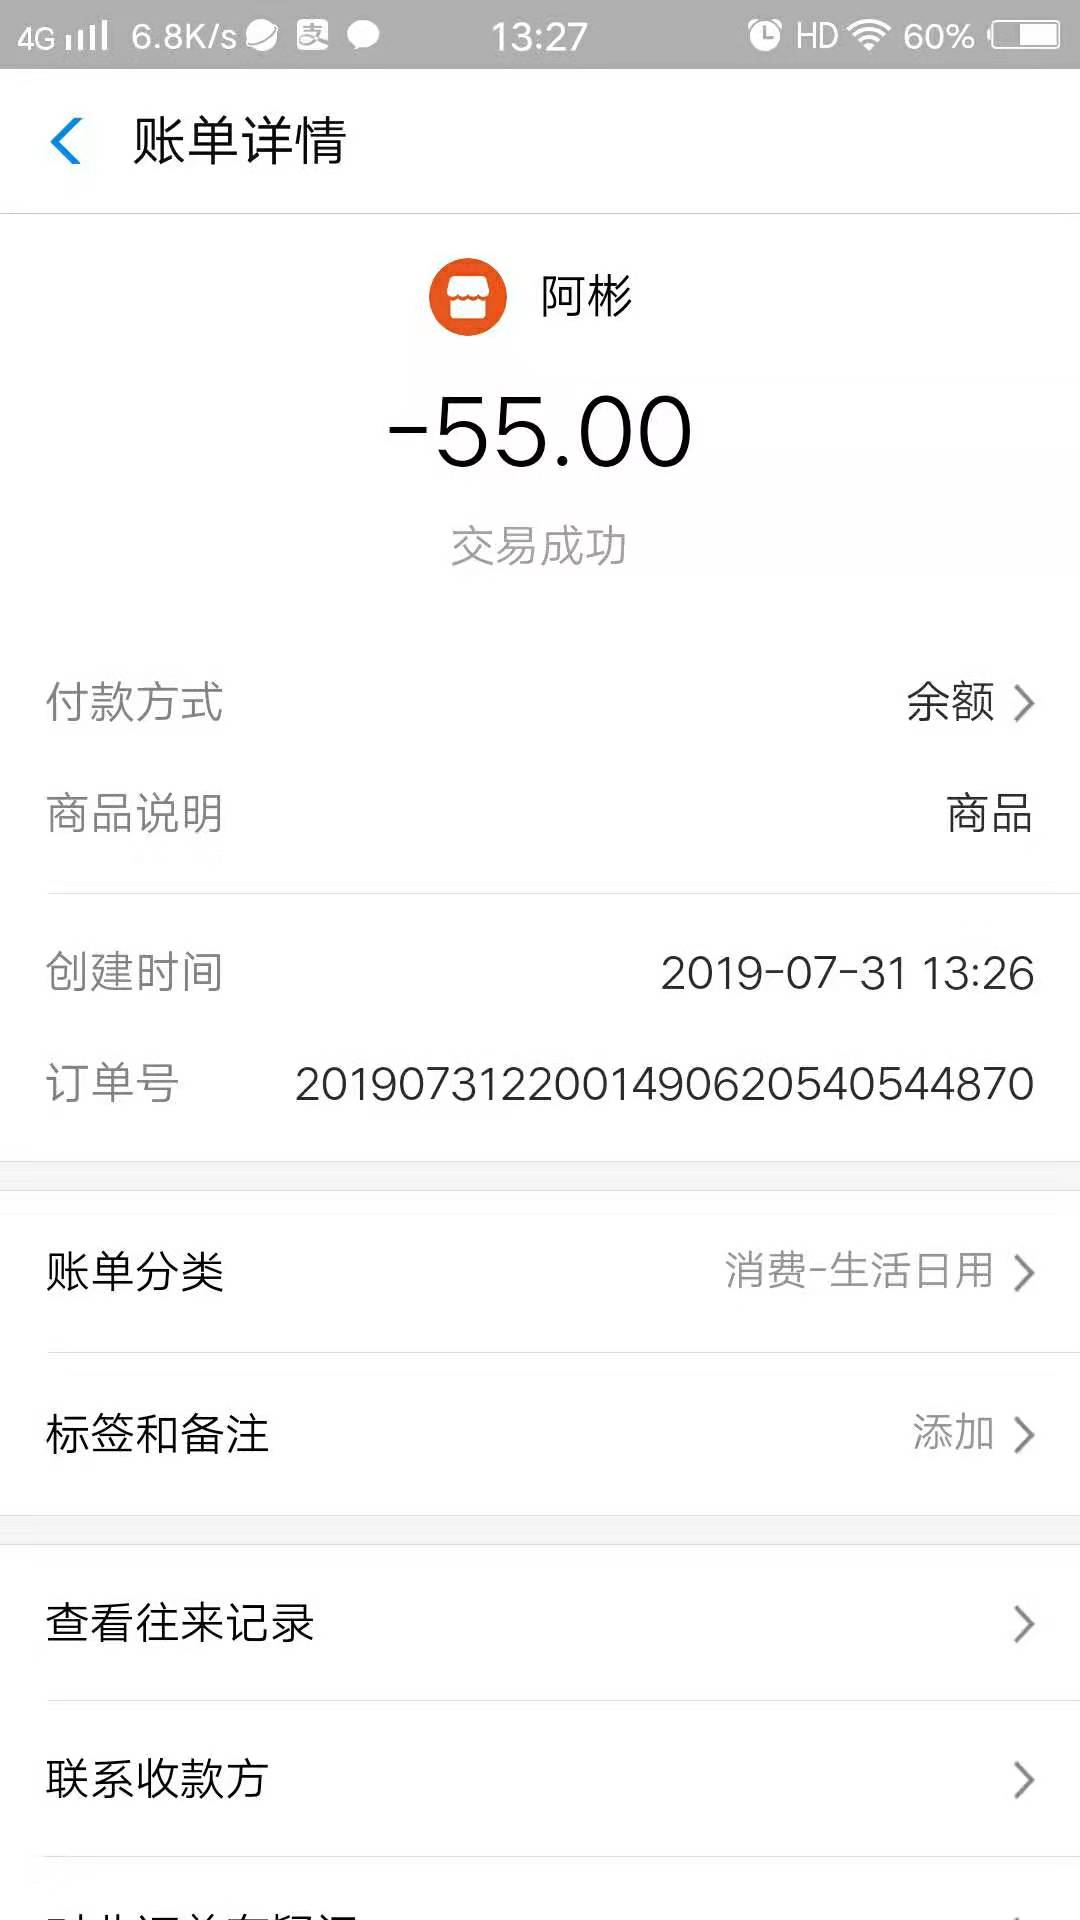 4G 6.8K/s 支 13:27 HD 60%
账单详情
阿彬
-55.00
交易成功
付款方式 余额
商品说明 商品
创建时间 2019-07-31 13:26
订单号 2019073122001490620540544870
账单分类 消费-生活日用
标签和备注 添加
查看往来记录
联系收款方